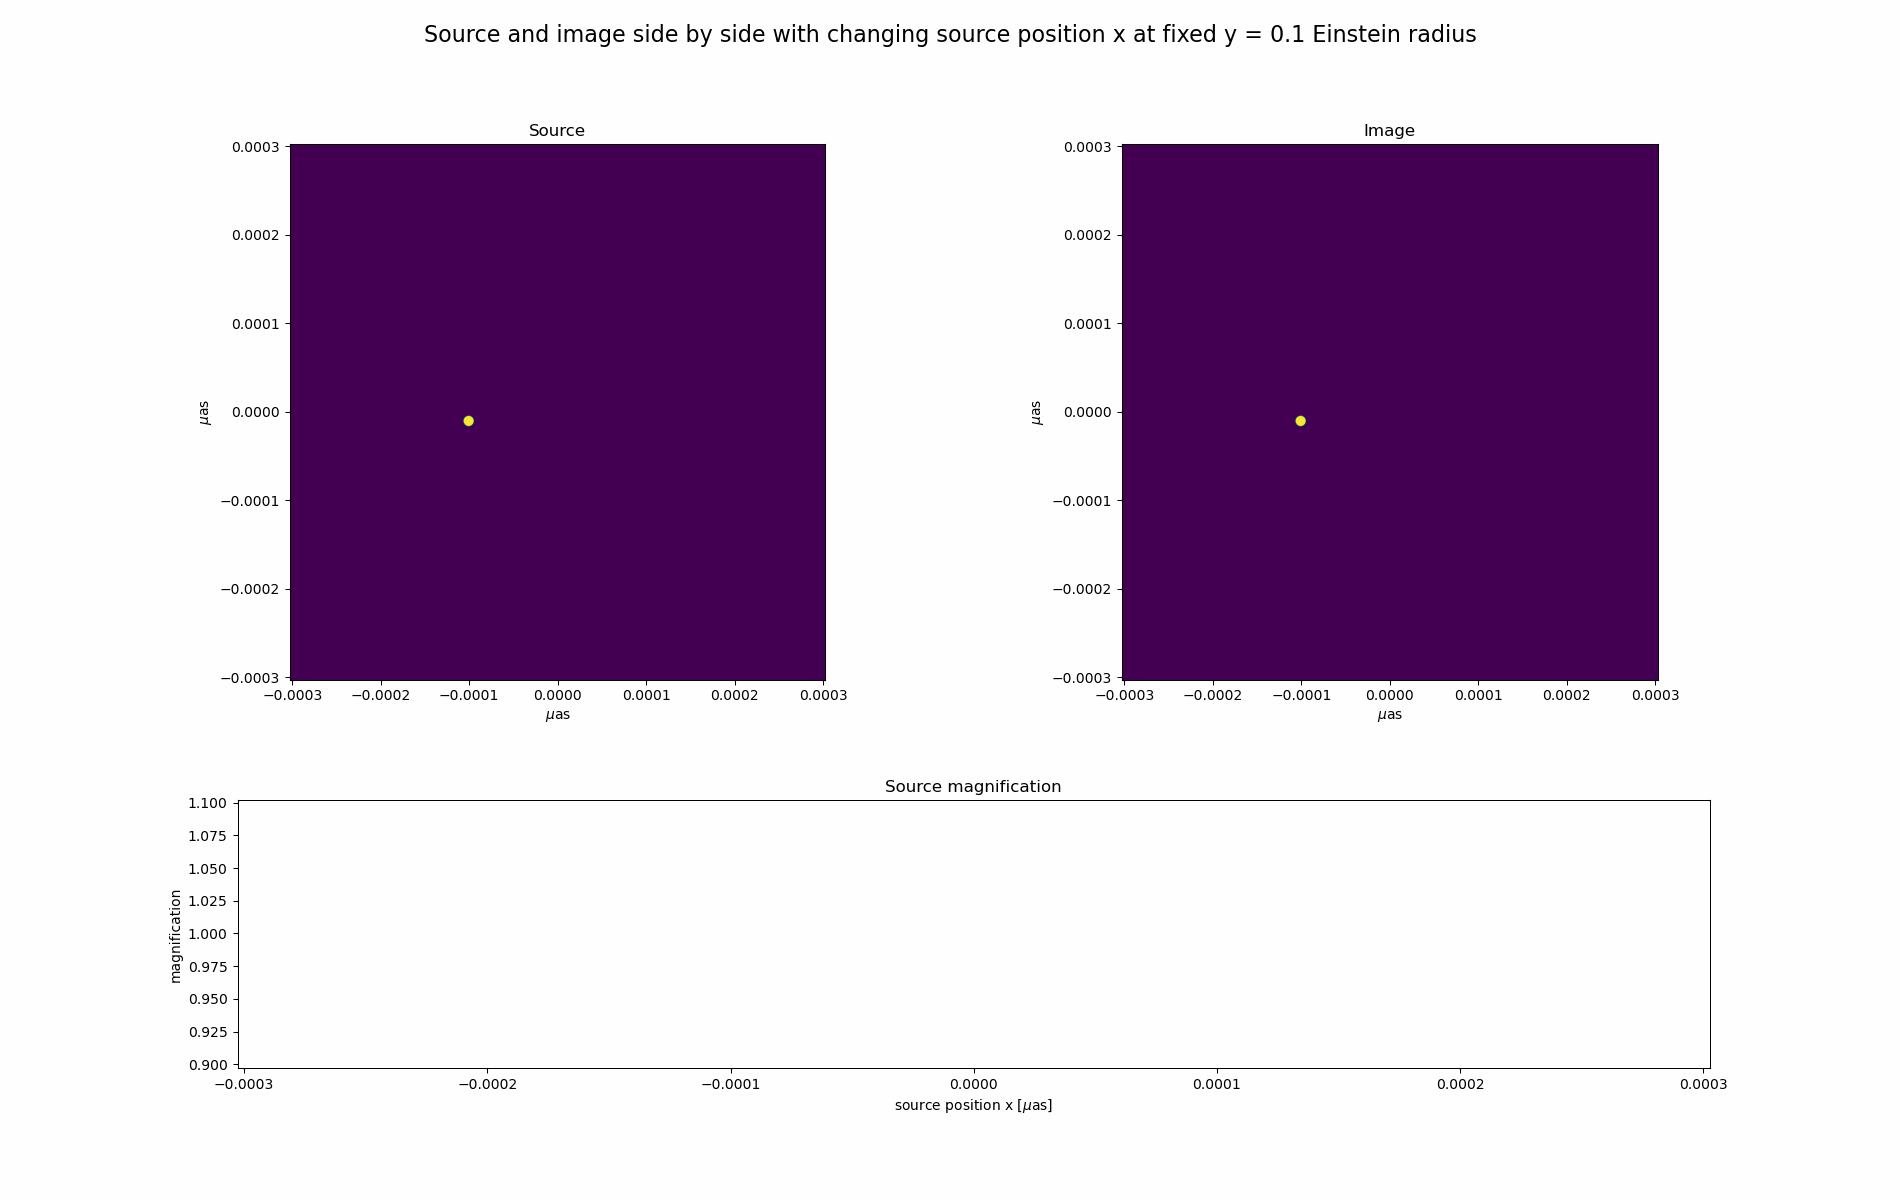 Source and image side by side with changing source position x at fixed y = 0.1 Einstein radius
Source
0.0003
0.0002
0.0001
0.0000
−0.0001
−0.0002
−0.0003
μas
−0.0003 −0.0002 −0.0001 0.0000 0.0001 0.0002 0.0003
μas
Image
0.0003
0.0002
0.0001
0.0000
−0.0001
−0.0002
−0.0003
μas
−0.0003 −0.0002 −0.0001 0.0000 0.0001 0.0002 0.0003
μas
Source magnification
1.100
1.075
1.050
1.025
1.000
0.975
0.950
0.925
0.900
magnification
−0.0003 −0.0002 −0.0001 0.0000 0.0001 0.0002 0.0003
source position x [μas]